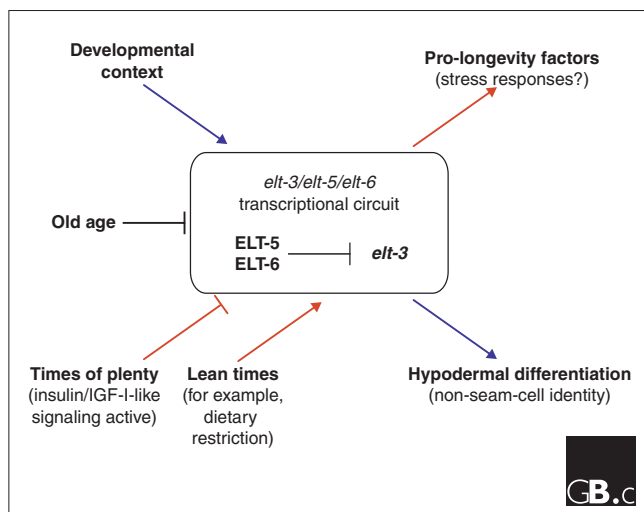 Developmental
context
Pro-longevity factors
(stress responses?)
elt-3/elt-5/elt-6
transcriptional circuit
Old age
ELT-5
ELT-6
elt-3
Times of plenty
(insulin/IGF-I-like
signaling active)
Lean times
(for example,
dietary
restriction)
Hypodermal differentiation
(non-seam-cell identity)
GB.c